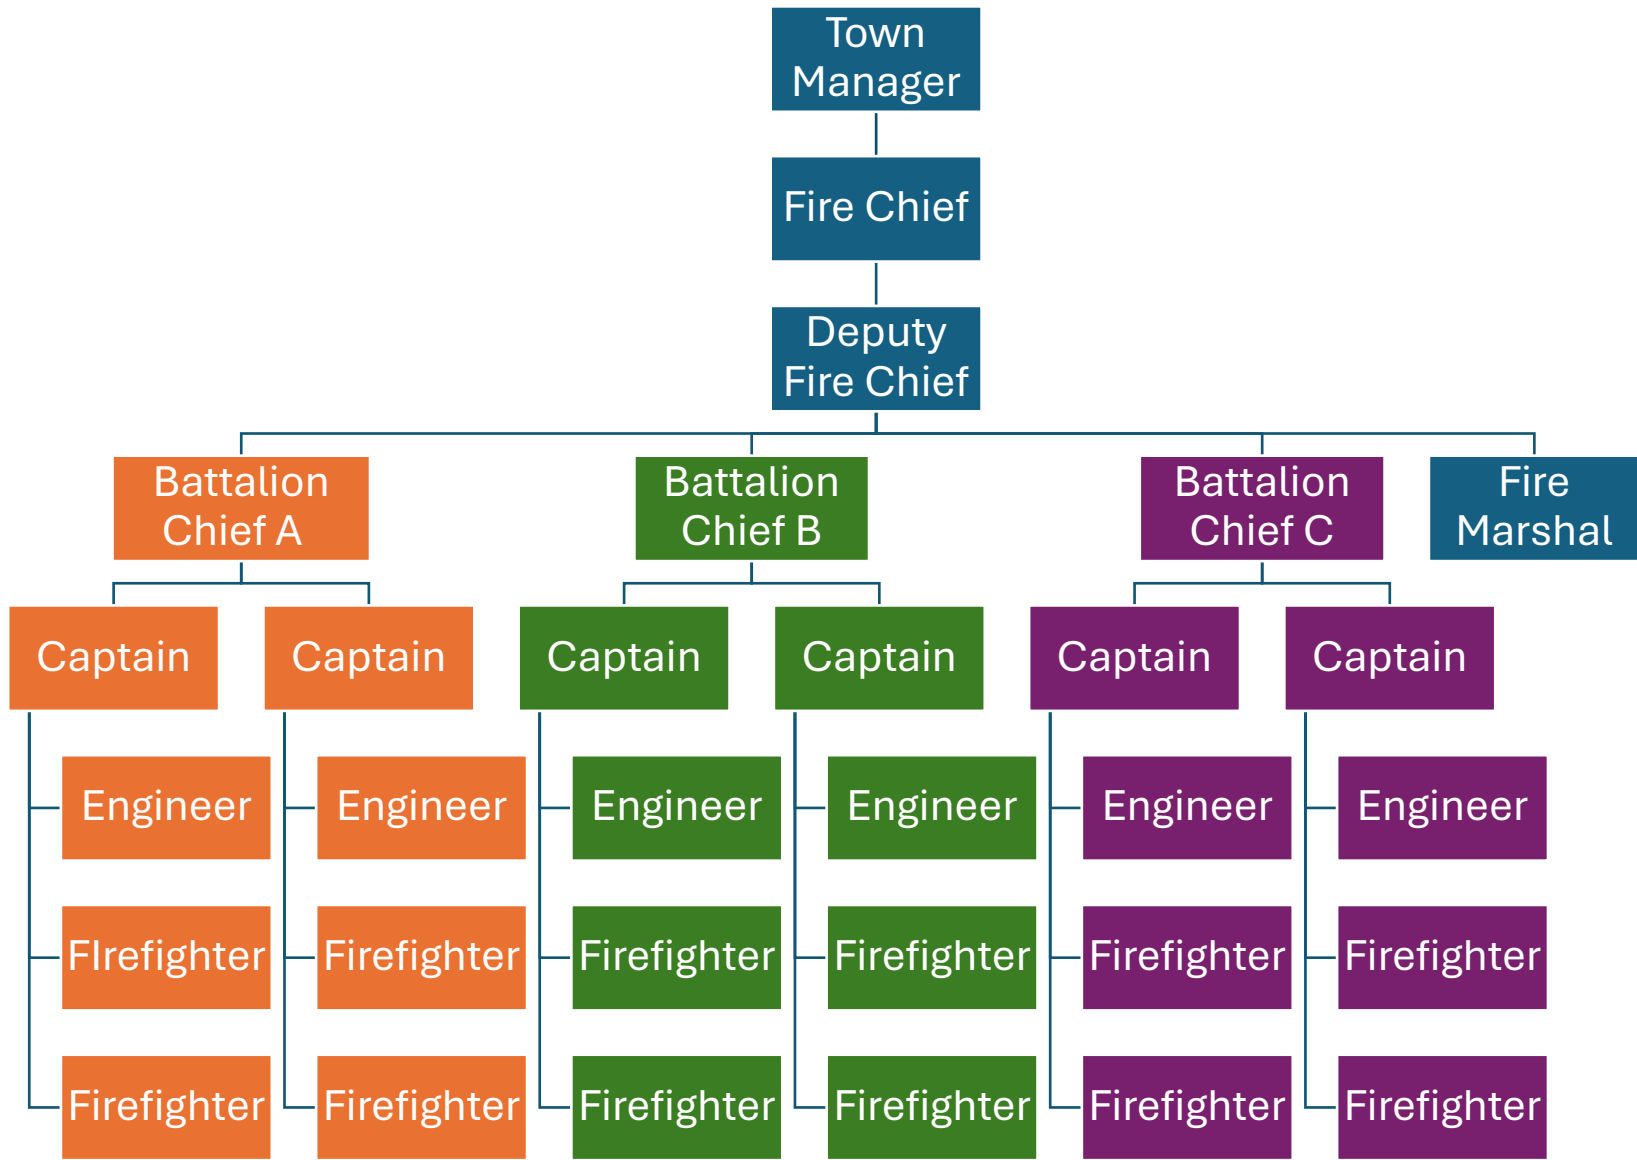 Town
Manager
Fire Chief
Deputy
Fire Chief
Battalion
Chief A
Battalion
Chief B
Battalion
Chief C
Fire
Marshal
Captain
Captain
Captain
Captain
Captain
Captain
Engineer
Engineer
Engineer
Engineer
Engineer
Engineer
FIrefighter
Firefighter
Firefighter
Firefighter
Firefighter
Firefighter
Firefighter
Firefighter
Firefighter
Firefighter
Firefighter
Firefighter